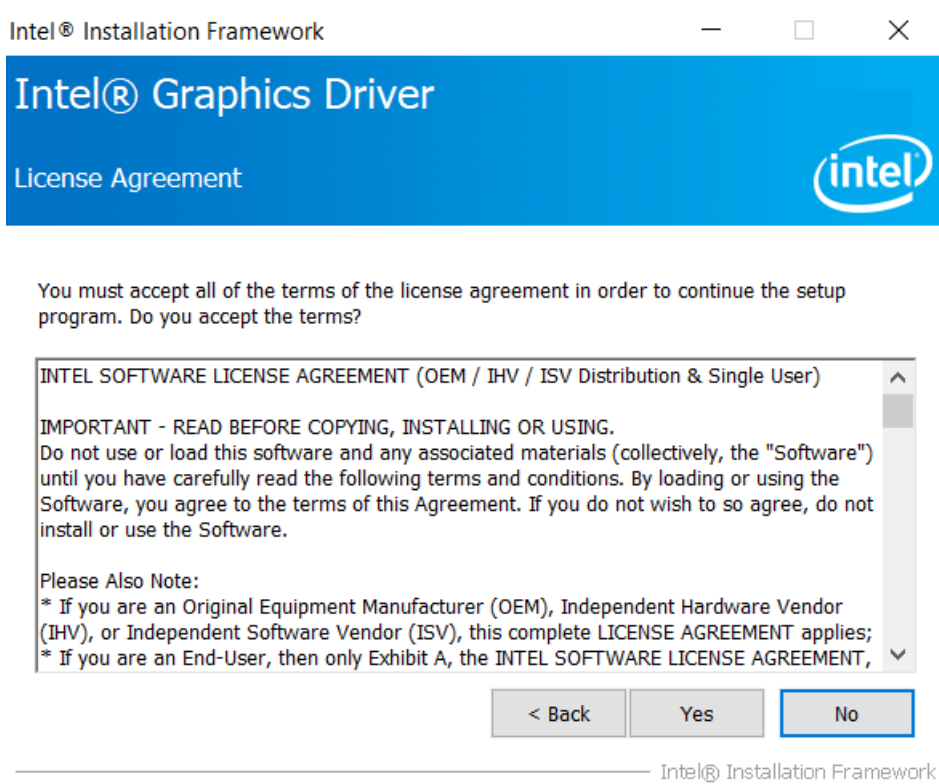 Intel® Installation Framework
Intel® Graphics Driver
License Agreement
intel
You must accept all of the terms of the license agreement in order to continue the setup
program. Do you accept the terms?
INTEL SOFTWARE LICENSE AGREEMENT (OEM / IHV / ISV Distribution & Single User)
IMPORTANT - READ BEFORE COPYING, INSTALLING OR USING.
Do not use or load this software and any associated materials (collectively, the "Software")
until you have carefully read the following terms and conditions. By loading or using the
Software, you agree to the terms of this Agreement. If you do not wish to so agree, do not
install or use the Software.
Please Also Note:
* If you are an Original Equipment Manufacturer (OEM), Independent Hardware Vendor
(IHV), or Independent Software Vendor (ISV), this complete LICENSE AGREEMENT applies;
* If you are an End-User, then only Exhibit A, the INTEL SOFTWARE LICENSE AGREEMENT,
< Back Yes No
Intel® Installation Framework